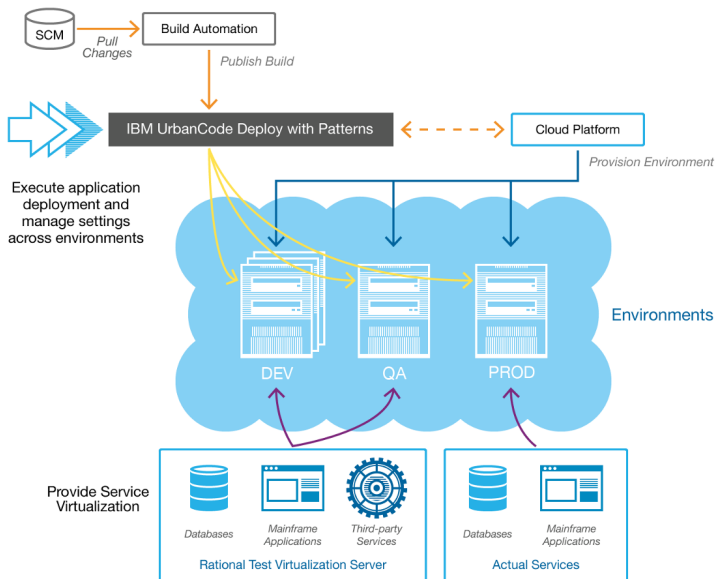 SCM
Pull
Changes
Build Automation
Publish Build
IBM UrbanCode Deploy with Patterns
Cloud Platform
Provision Environment
Execute application
deployment and
manage settings
across environments
Environments
DEV
QA
PROD
Provide Service
Virtualization
Databases
Mainframe
Applications
Third-party
Services
Rational Test Virtualization Server
Databases
Mainframe
Applications
Actual Services